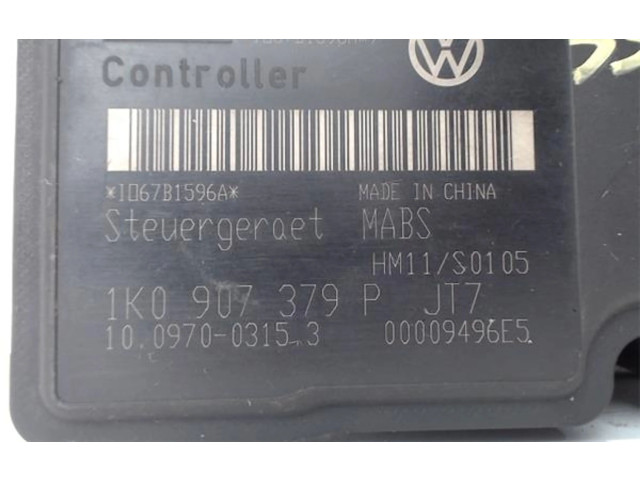 Controller
*I067B1596A*
MADE IN CHINA
Steuergeraet MABS
HM11/S0105
1K0 907 379 P JT7
10.0970-0315.3 00009496E5